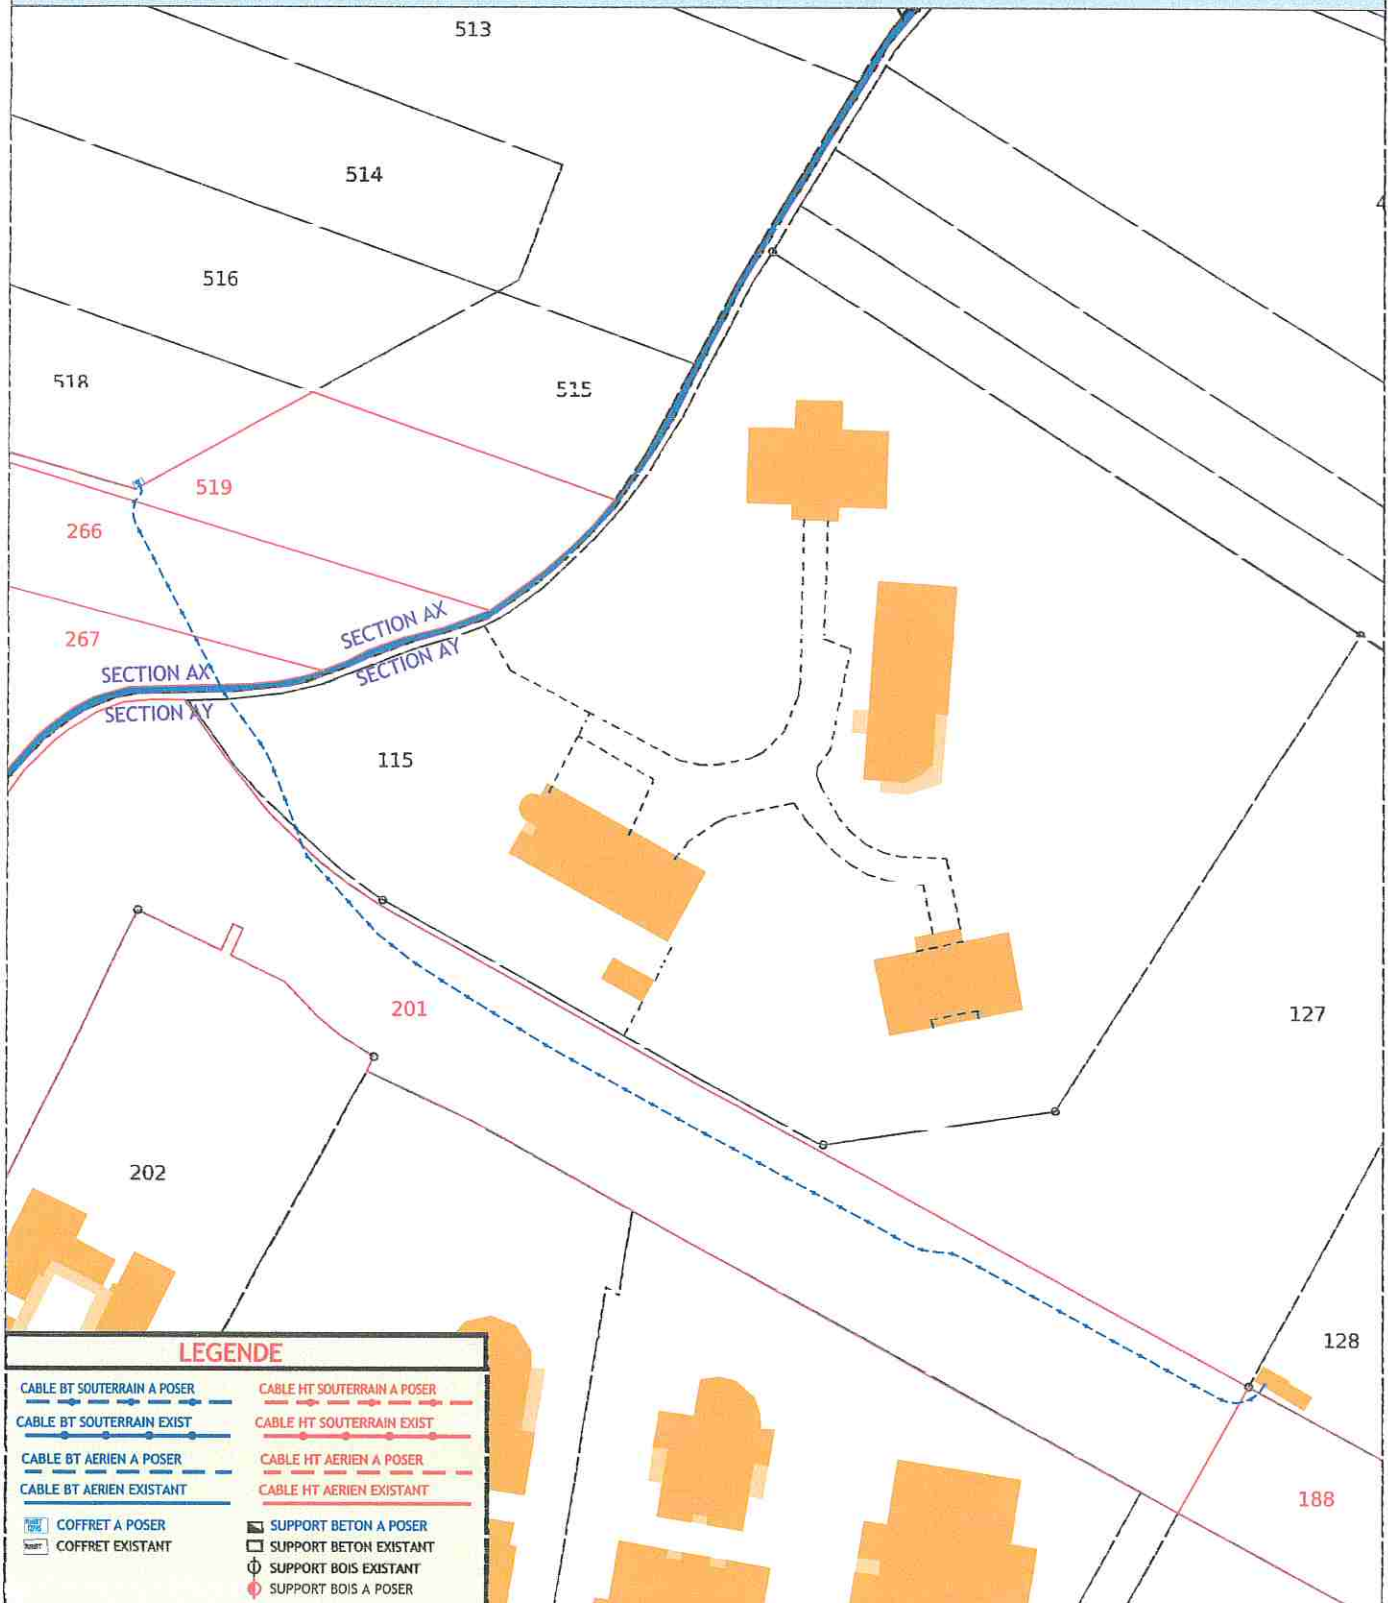 513
514
516
518
515
519
266
267
SECTION AX
SECTION AY
SECTION AX
SECTION AY
115
201
127
202
128
188
LEGENDE
CABLE BT SOUTERRAIN A POSER
CABLE HT SOUTERRAIN A POSER
CABLE BT SOUTERRAIN EXIST
CABLE HT SOUTERRAIN EXIST
CABLE BT AERIEN A POSER
CABLE HT AERIEN A POSER
CABLE BT AERIEN EXISTANT
CABLE HT AERIEN EXISTANT
COFFRET A POSER
SUPPORT BETON A POSER
COFFRET EXISTANT
SUPPORT BETON EXISTANT
SUPPORT BOIS EXISTANT
SUPPORT BOIS A POSER